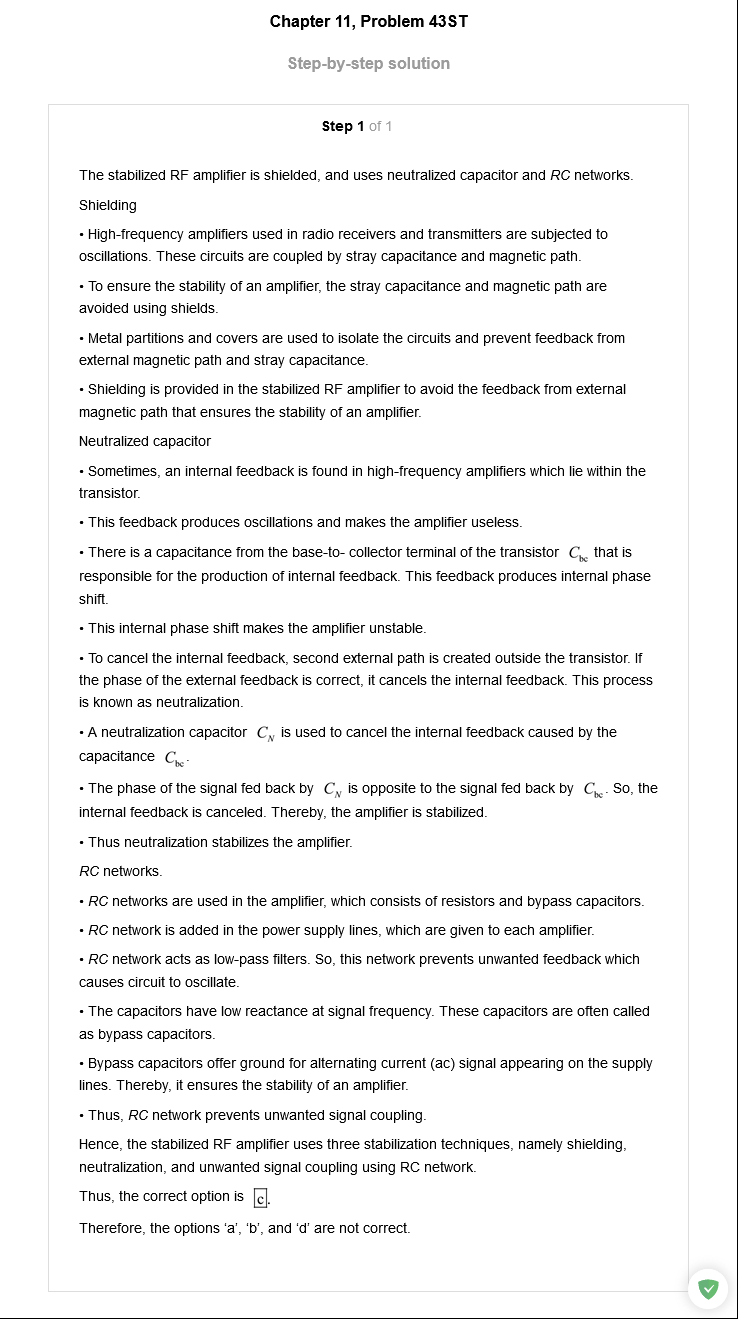 Chapter 11, Problem 43ST
Step-by-step solution
Step 1 of 1
The stabilized RF amplifier is shielded, and uses neutralized capacitor and RC networks.
Shielding
• High-frequency amplifiers used in radio receivers and transmitters are subjected to
oscillations. These circuits are coupled by stray capacitance and magnetic path.
• To ensure the stability of an amplifier, the stray capacitance and magnetic path are
avoided using shields.
• Metal partitions and covers are used to isolate the circuits and prevent feedback from
external magnetic path and stray capacitance.
• Shielding is provided in the stabilized RF amplifier to avoid the feedback from external
magnetic path that ensures the stability of an amplifier.
Neutralized capacitor
• Sometimes, an internal feedback is found in high-frequency amplifiers which lie within the
transistor.
• This feedback produces oscillations and makes the amplifier useless.
• There is a capacitance from the base-to- collector terminal of the transistor C_bc that is
responsible for the production of internal feedback. This feedback produces internal phase
shift.
• This internal phase shift makes the amplifier unstable.
• To cancel the internal feedback, second external path is created outside the transistor. If
the phase of the external feedback is correct, it cancels the internal feedback. This process
is known as neutralization.
• A neutralization capacitor C_N is used to cancel the internal feedback caused by the
capacitance C_bc.
• The phase of the signal fed back by C_N is opposite to the signal fed back by C_bc. So, the
internal feedback is canceled. Thereby, the amplifier is stabilized.
• Thus neutralization stabilizes the amplifier.
RC networks.
• RC networks are used in the amplifier, which consists of resistors and bypass capacitors.
• RC network is added in the power supply lines, which are given to each amplifier.
• RC network acts as low-pass filters. So, this network prevents unwanted feedback which
causes circuit to oscillate.
• The capacitors have low reactance at signal frequency. These capacitors are often called
as bypass capacitors.
• Bypass capacitors offer ground for alternating current (ac) signal appearing on the supply
lines. Thereby, it ensures the stability of an amplifier.
• Thus, RC network prevents unwanted signal coupling.
Hence, the stabilized RF amplifier uses three stabilization techniques, namely shielding,
neutralization, and unwanted signal coupling using RC network.
Thus, the correct option is c.
Therefore, the options ‘a’, ‘b’, and ‘d’ are not correct.